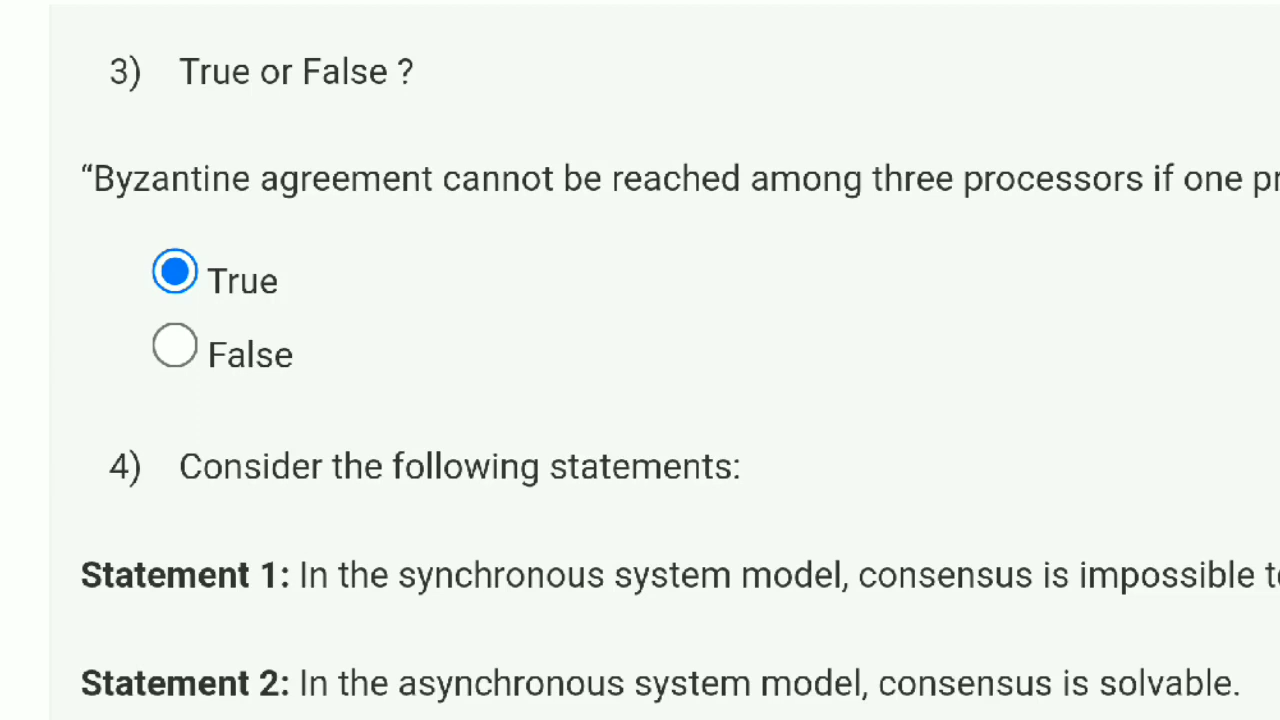 3) True or False ?
“Byzantine agreement cannot be reached among three processors if one
True
False
4) Consider the following statements:
Statement 1: In the synchronous system model, consensus is impossible
Statement 2: In the asynchronous system model, consensus is solvable.